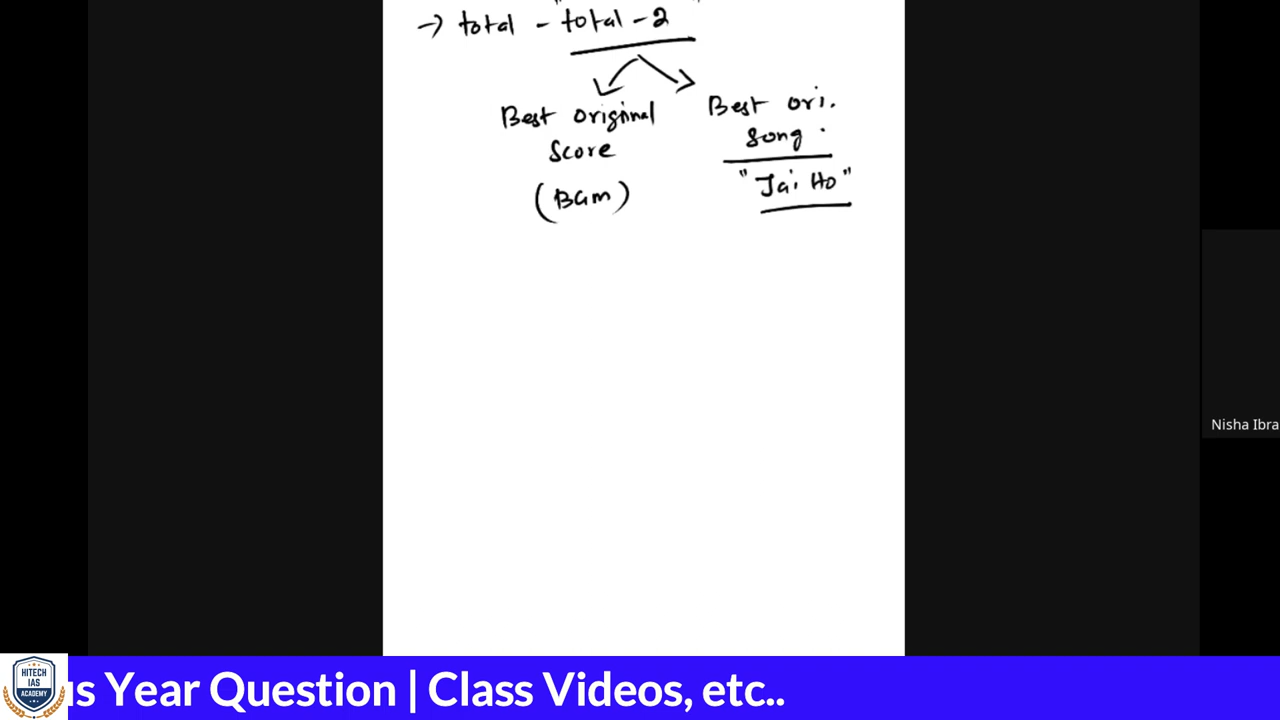 → total - "total - 2"
Best Original
Score
(BGM)
Best ori.
Song.
"Jai Ho"
Nisha Ibra
HITECH
IAS
ACADEMY
us Year Question | Class Videos, etc..